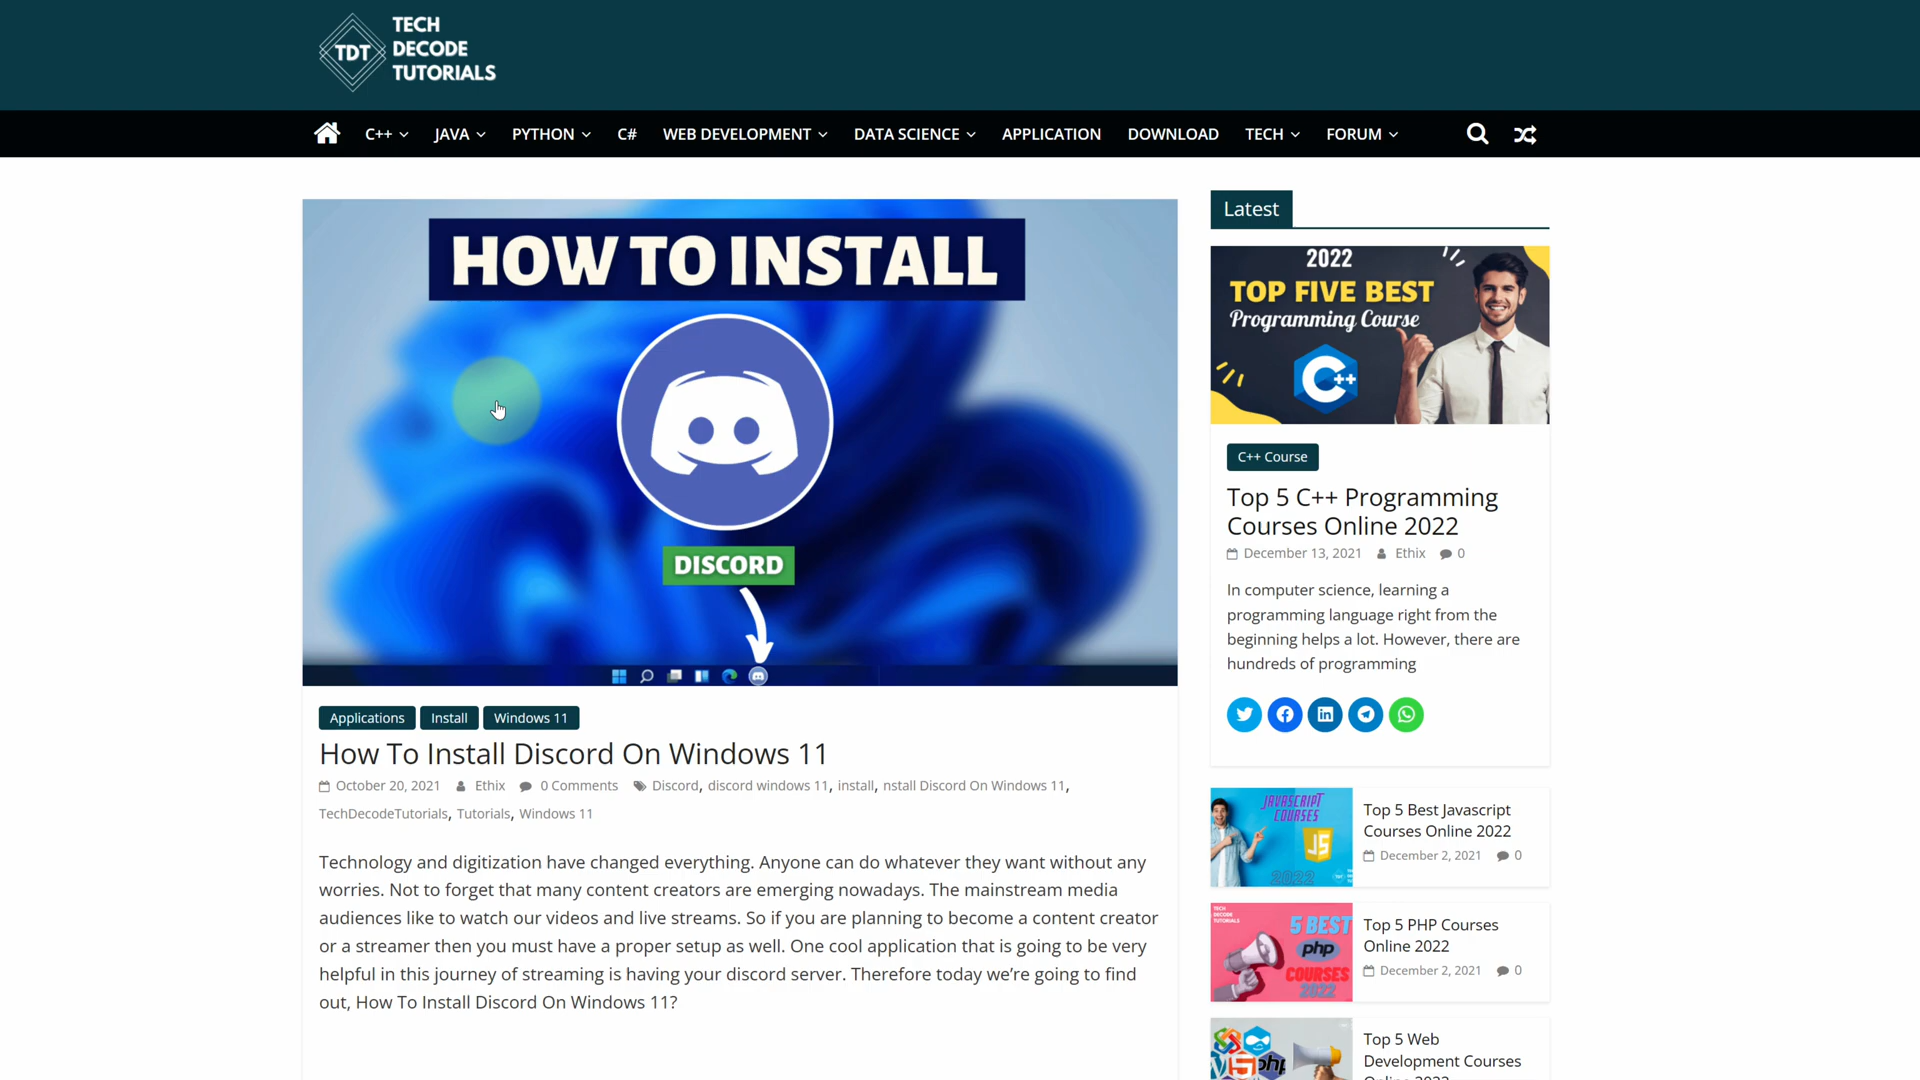 TDT
TECH
DECODE
TUTORIALS
C++
JAVA
PYTHON
C#
WEB DEVELOPMENT
DATA SCIENCE
APPLICATION
DOWNLOAD
TECH
FORUM
HOW TO INSTALL
DISCORD
Applications
Install
Windows 11
How To Install Discord On Windows 11
October 20, 2021 Ethix 0 Comments Discord, discord windows 11, install, nstall Discord On Windows 11,
TechDecodeTutorials, Tutorials, Windows 11
Technology and digitization have changed everything. Anyone can do whatever they want without any
worries. Not to forget that many content creators are emerging nowadays. The mainstream media
audiences like to watch our videos and live streams. So if you are planning to become a content creator
or a streamer then you must have a proper setup as well. One cool application that is going to be very
helpful in this journey of streaming is having your discord server. Therefore today we're going to find
out, How To Install Discord On Windows 11?
Latest
2022
TOP FIVE BEST
Programming Course
C++
C++ Course
Top 5 C++ Programming
Courses Online 2022
December 13, 2021 Ethix 0
In computer science, learning a
programming language right from the
beginning helps a lot. However, there are
hundreds of programming
JAVASCRIPT
COURSES
JS
2022
Top 5 Best Javascript
Courses Online 2022
December 2, 2021 0
TECH
DECODE
TUTORIALS
5 BEST
php
COURSES
2022
Top 5 PHP Courses
Online 2022
December 2, 2021 0
php
5
Top 5 Web
Development Courses
Online 2022